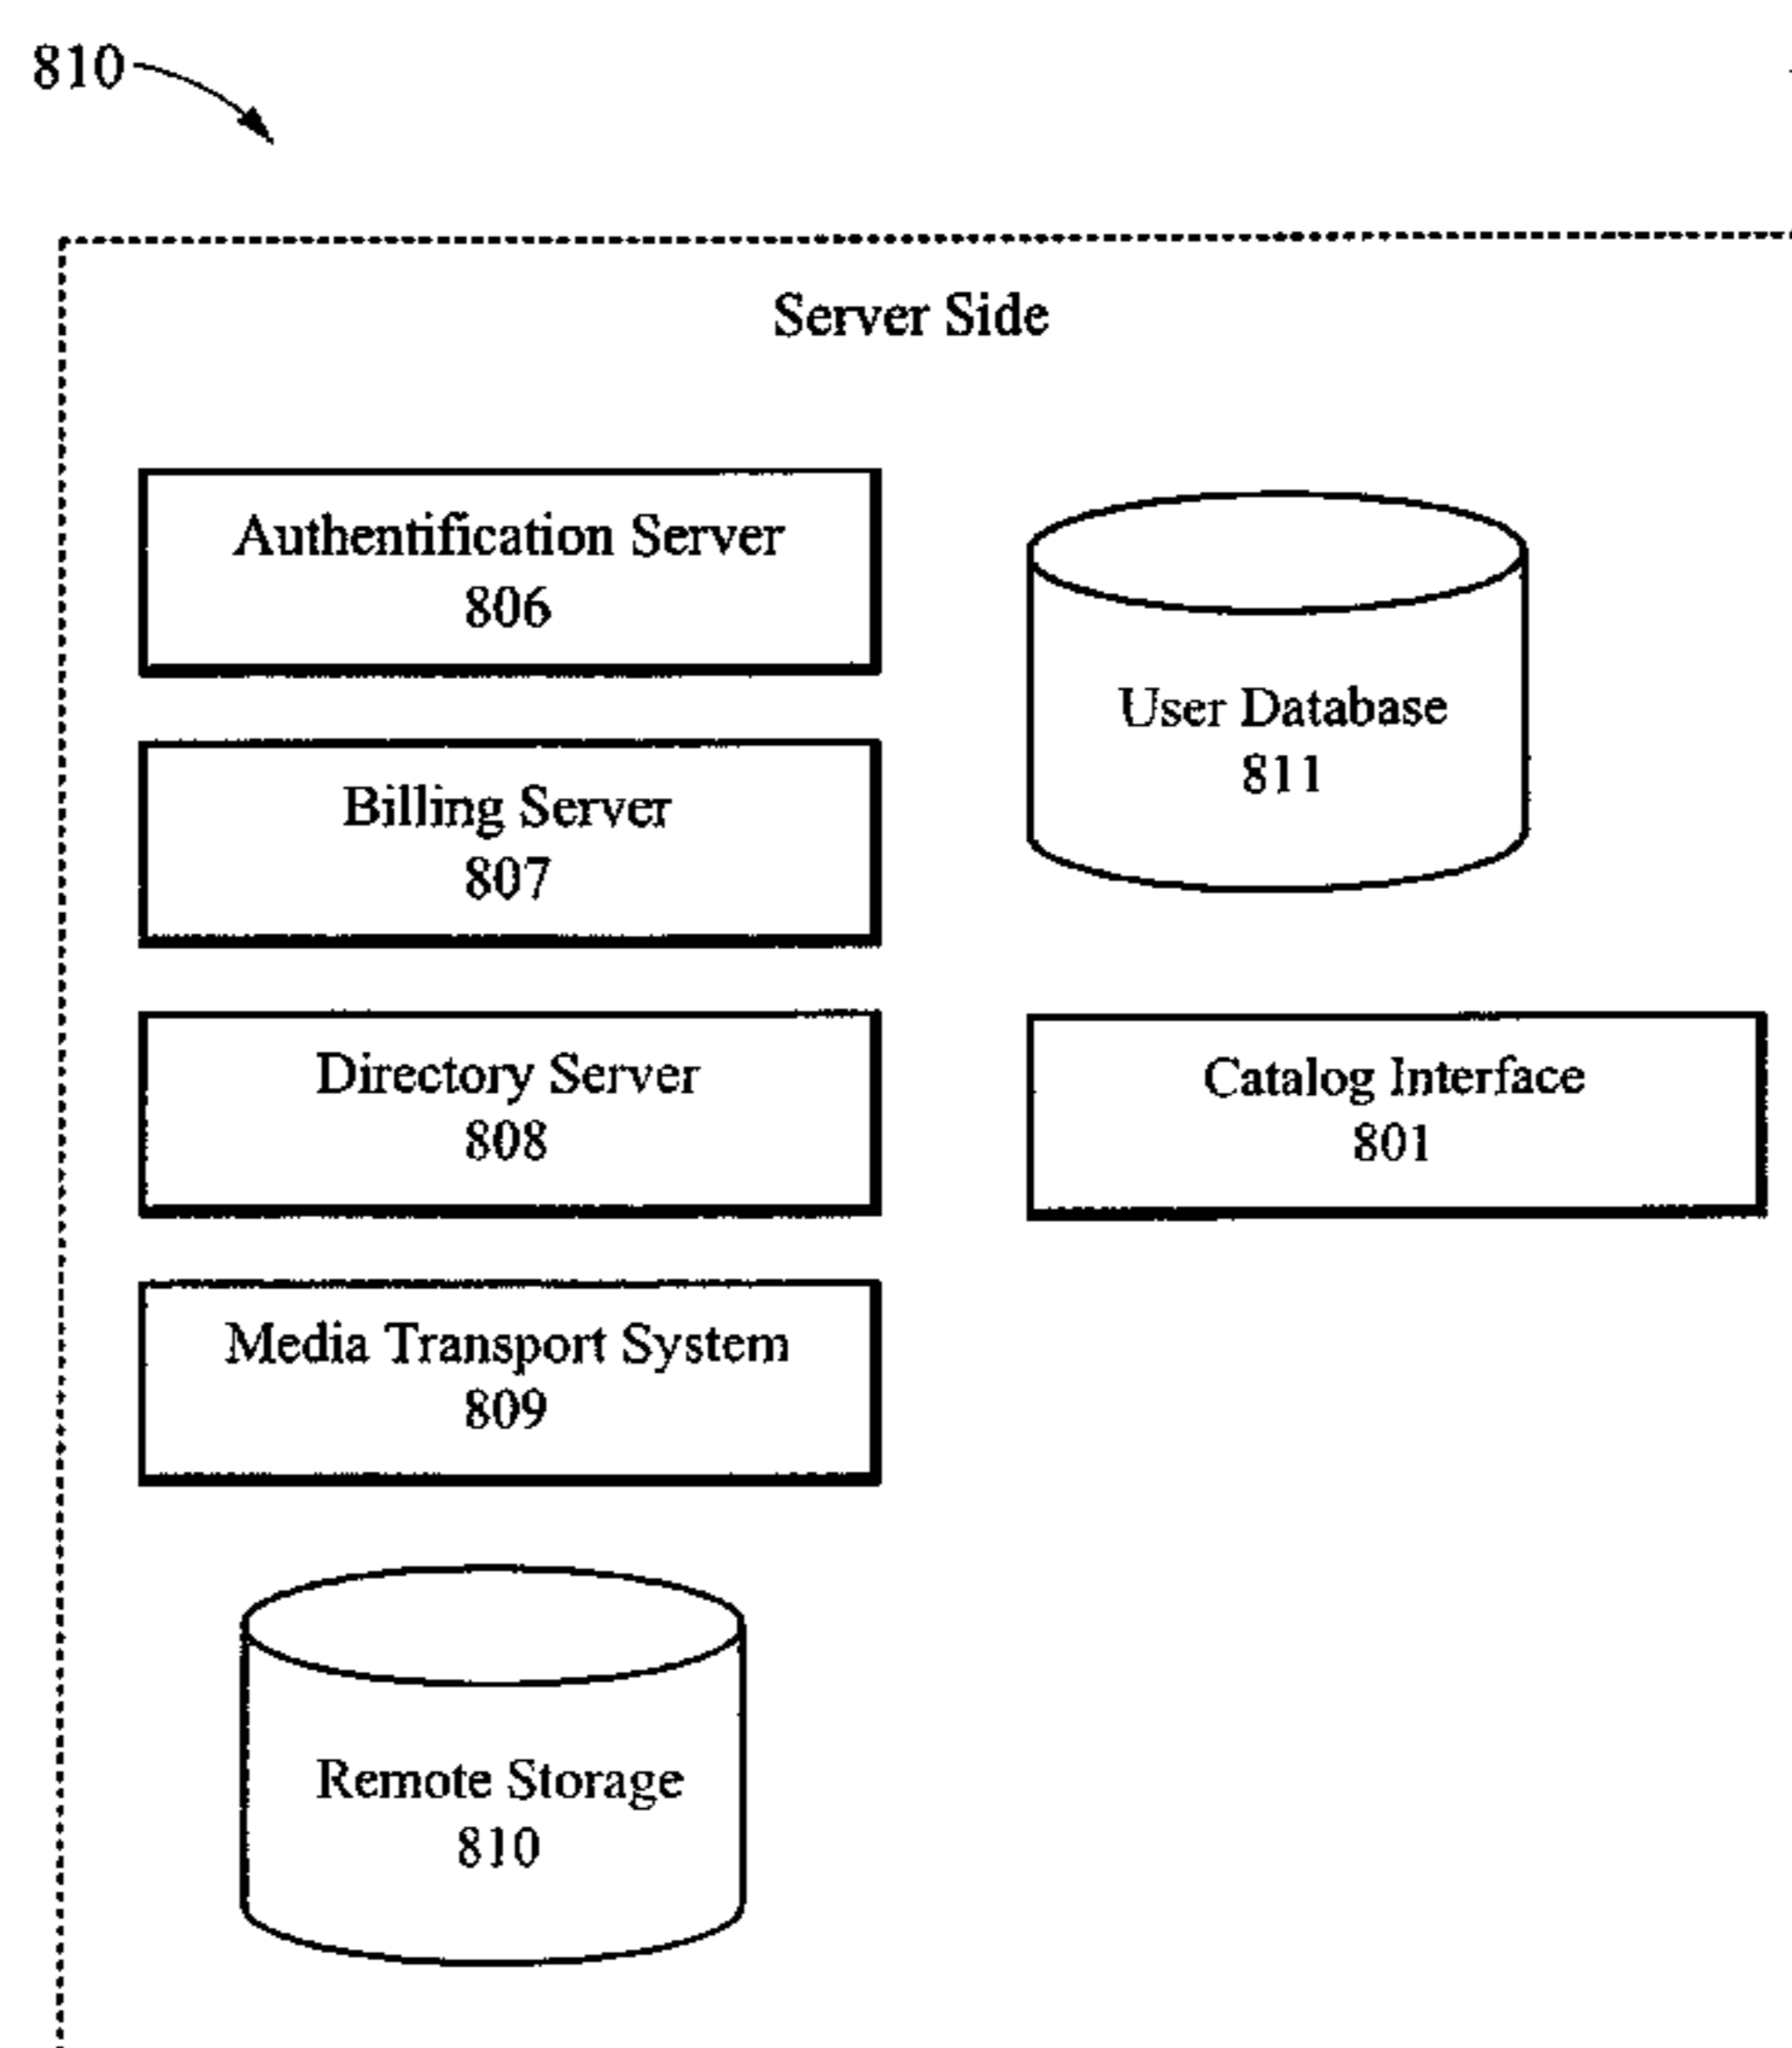 810
Server Side
Authentification Server
806
Billing Server
807
Directory Server
808
Media Transport System
809
Remote Storage
810
User Database
811
Catalog Interface
801